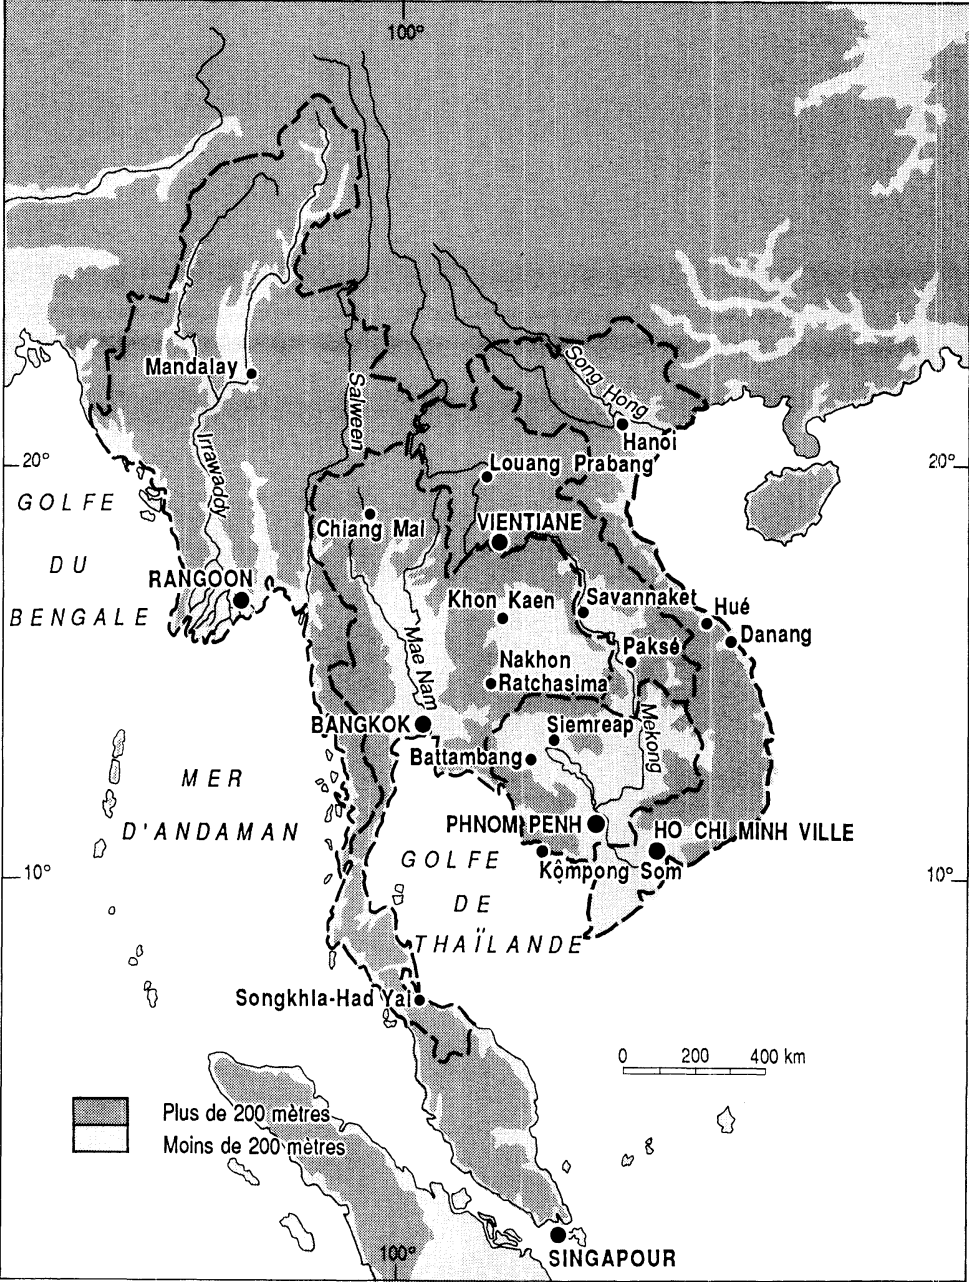 100°
Mandalay
Salween
Song Hong
Hanoi
Irrawaddy
20°
20°
Louang Prabang
GOLFE
DU
BENGALE
Chiang Mai
VIENTIANE
RANGOON
Khon Kaen
Savannaket
Hué
Danang
Mae Nam
Paksé
Nakhon
Ratchasima
BANGKOK
Siemreap
Mekong
Battambang
MER
D'ANDAMAN
PHNOM PENH
HO CHI MINH VILLE
GOLFE
DE
THAÏLANDE
Kômpong Som
10°
10°
Songkhla-Had Yai
0 200 400 km
Plus de 200 mètres
Moins de 200 mètres
100°
SINGAPOUR